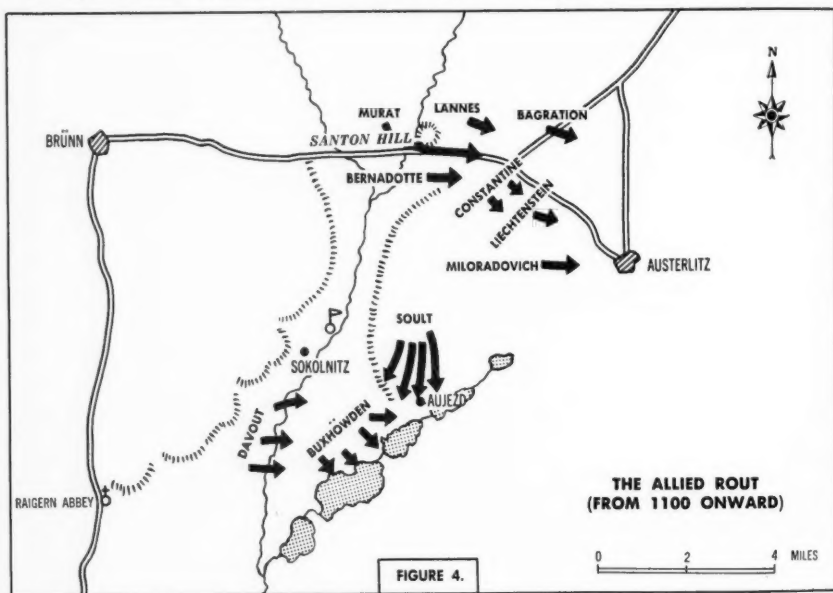 N
MURAT
LANNES
BAGRATION
SANTON HILL
BRÜNN
BERNADOTTE
CONSTANTINE
LIECHTENSTEIN
MILORADOVICH
AUSTERLITZ
SOULT
SOKOLNITZ
AUJEZD
DAVOUT
BUXHÖWDEN
RAIGERN ABBEY
THE ALLIED ROUT
(FROM 1100 ONWARD)
0 2 4 MILES
FIGURE 4.